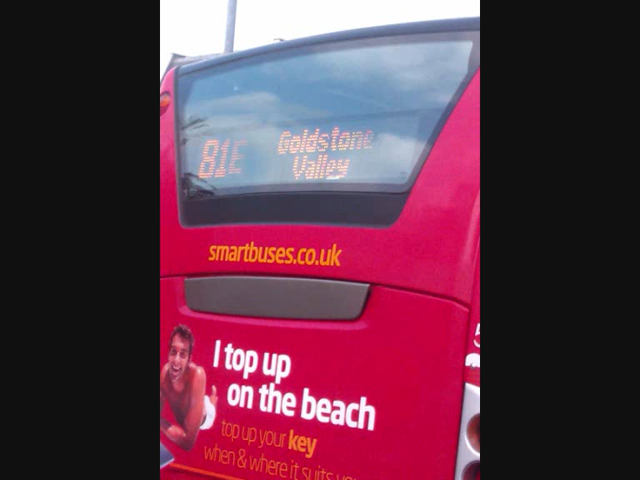 81E Goldstone
Valley
smartbuses.co.uk
I top up
on the beach
top up your key
when & where it suits